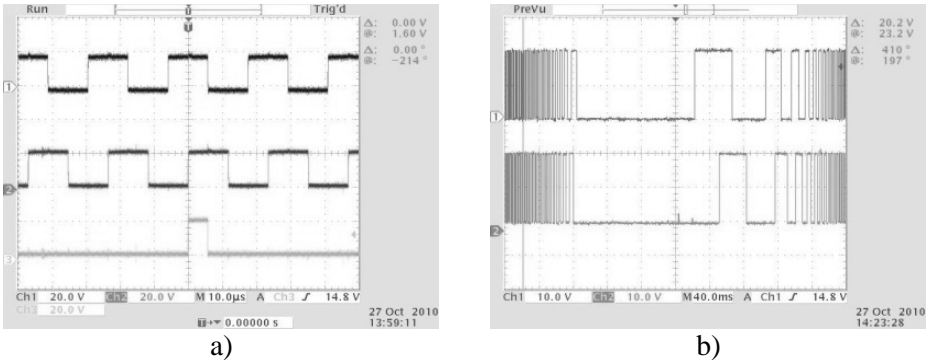 Run
Trig'd
T
Δ: 0.00 V
@: 1.60 V
Δ: 0.00 °
@: −214 °
1
2
3
Ch1 20.0 V Ch2 20.0 V M 10.0µs A Ch3 ∫ 14.8 V
Ch3 20.0 V
T→▾ 0.00000 s
27 Oct 2010
13:59:11
a)
PreVu
Δ: 20.2 V
@: 23.2 V
Δ: 410 °
@: 197 °
1
2
Ch1 10.0 V Ch2 10.0 V M 40.0ms A Ch1 ∫ 14.8 V
27 Oct 2010
14:23:28
b)